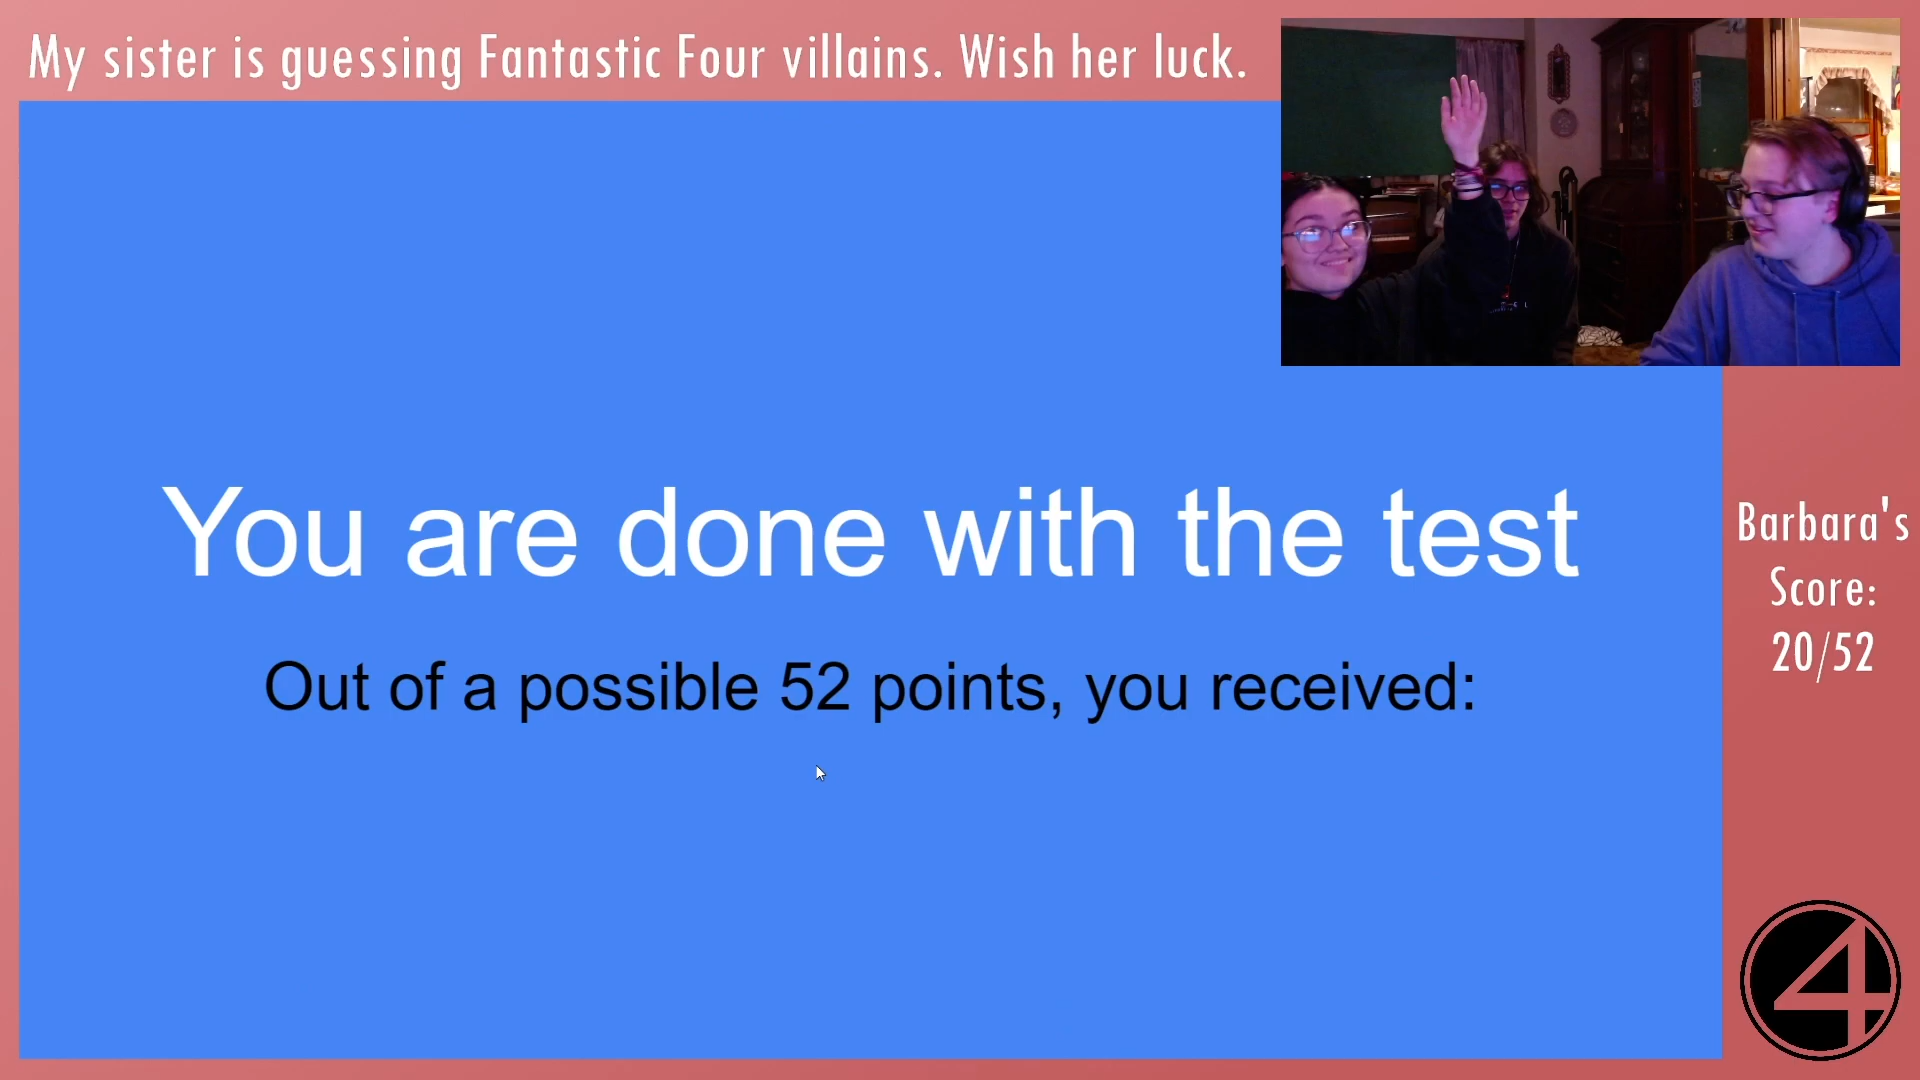 My sister is guessing Fantastic Four villains. Wish her luck.
You are done with the test
Out of a possible 52 points, you received:
Barbara's
Score:
20/52
4